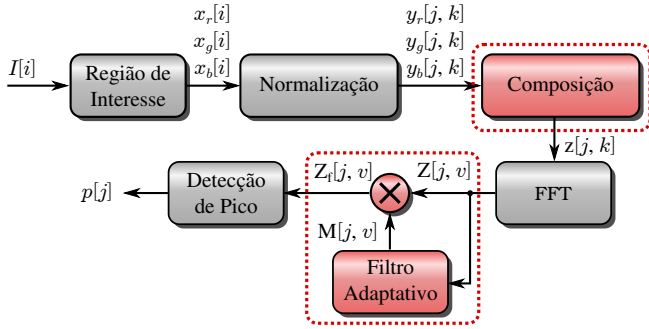 x_r[i]
x_g[i]
x_b[i]
y_r[j, k]
y_g[j, k]
y_b[j, k]
I[i]
Região de
Interesse
Normalização
Composição
z[j, k]
p[j]
Detecção
de Pico
Z_f[j, v]
Z[j, v]
FFT
M[j, v]
Filtro
Adaptativo